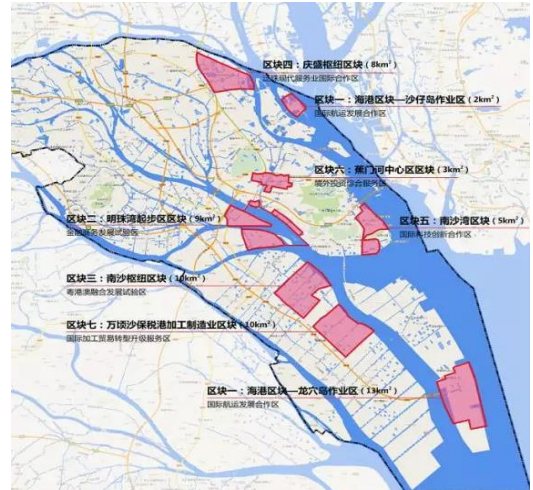 区块四：庆盛枢纽区块（8km²）
国际现代服务业国际合作区
区块一：海港区块—沙仔岛作业区（2km²）
国际航运发展合作区
区块六：蕉门河中心区区块（3km²）
境外投资综合服务区
区块二：明珠湾起步区区块（9km²）
金融商务发展试验区
区块五：南沙湾区块（5km²）
国际科技创新合作区
区块三：南沙枢纽区块（10km²）
粤港澳融合发展试验区
区块七：万顷沙保税港加工制造业区块（10km²）
国际加工贸易转型升级服务区
区块一：海港区块—龙穴岛作业区（13km²）
国际航运发展合作区